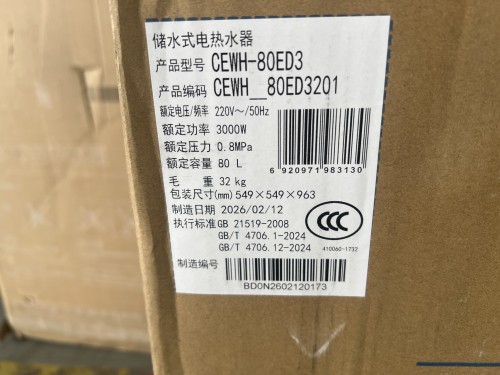 储水式电热水器
产品型号 CEWH-80ED3
产品编码 CEWH__80ED3201
额定电压/频率 220V～/50Hz
额定功率 3000W
额定压力 0.8MPa
额定容量 80 L
毛 重 32 kg
包装尺寸(mm) 549×549×963
制造日期 2026/02/12
执行标准 GB 21519-2008
GB/T 4706.1-2024
GB/T 4706.12-2024
6 920971 983130
CCC
410060-1732
制造编号
BD0N2602120173